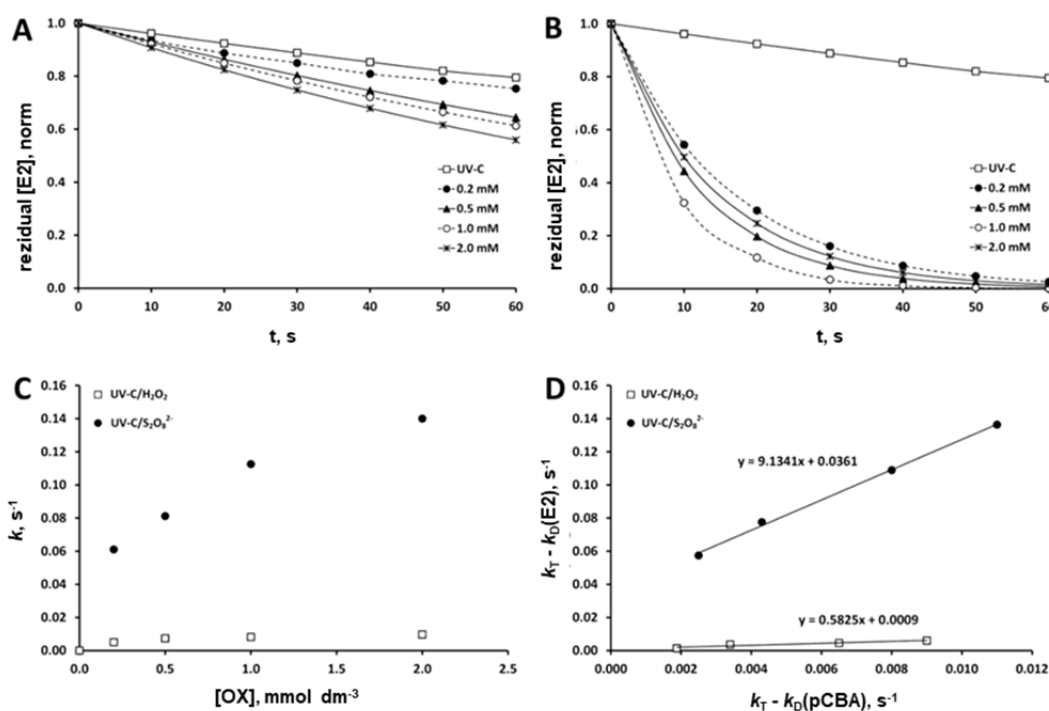 A
1.0
0.8
0.6
0.4
0.2
0.0
rezidual [E2], norm
UV-C
0.2 mM
0.5 mM
1.0 mM
2.0 mM
0 10 20 30 40 50 60
t, s
B
1.0
0.8
0.6
0.4
0.2
0.0
rezidual [E2], norm
UV-C
0.2 mM
0.5 mM
1.0 mM
2.0 mM
0 10 20 30 40 50 60
t, s
C
0.16
0.14
0.12
0.10
0.08
0.06
0.04
0.02
0.00
k, s⁻¹
UV-C/H₂O₂
UV-C/S₂O₈²⁻
0.0 0.5 1.0 1.5 2.0 2.5
[OX], mmol dm⁻³
D
0.16
0.14
0.12
0.10
0.08
0.06
0.04
0.02
0.00
k_T - k_D(E2), s⁻¹
UV-C/H₂O₂
UV-C/S₂O₈²⁻
y = 9.1341x + 0.0361
y = 0.5825x + 0.0009
0.000 0.002 0.004 0.006 0.008 0.010 0.012
k_T - k_D(pCBA), s⁻¹